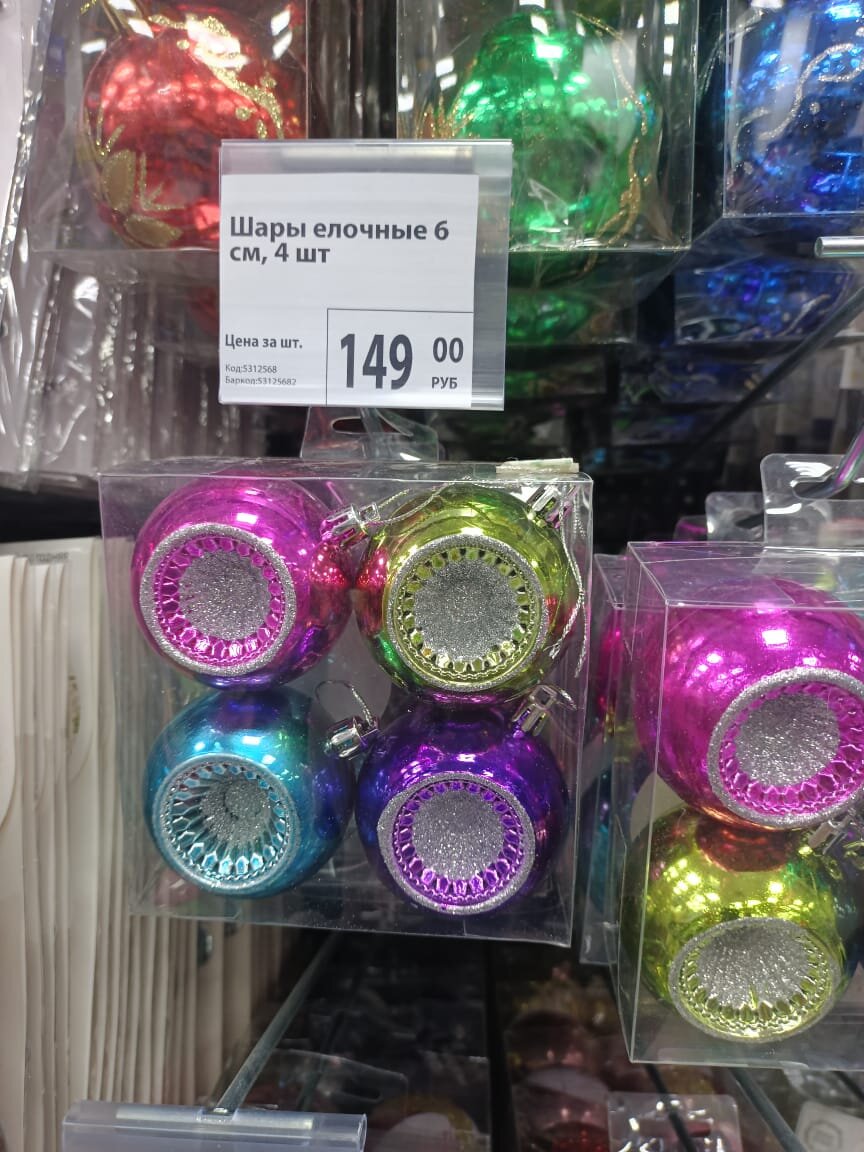 Шары елочные 6
см, 4 шт
Цена за шт.
149 00
РУБ
Код:5312568
Баркод:53125682